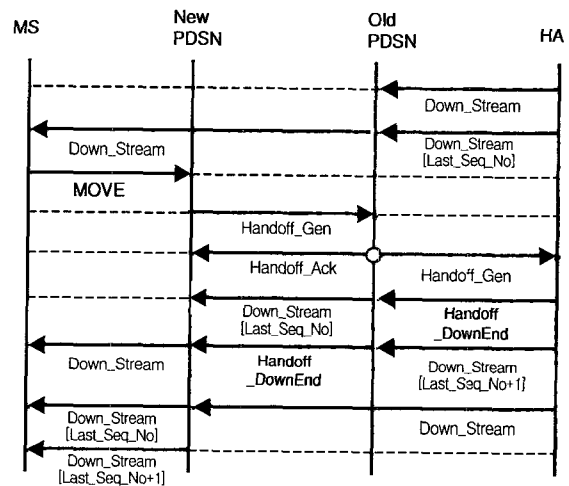 MS
New
PDSN
Old
PDSN
HA
Down_Stream
Down_Stream
Down_Stream
[Last_Seq_No]
MOVE
Handoff_Gen
Handoff_Ack
Handoff_Gen
Down_Stream
[Last_Seq_No]
Handoff
_DownEnd
Down_Stream
Handoff
_DownEnd
Down_Stream
[Last_Seq_No+1]
Down_Stream
[Last_Seq_No]
Down_Stream
Down_Stream
[Last_Seq_No+1]